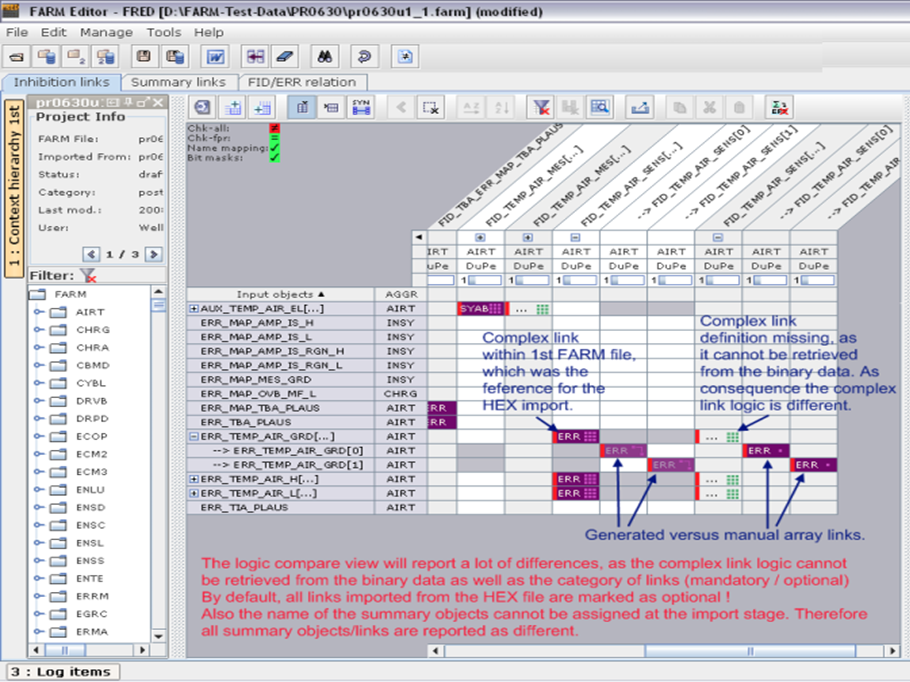 FARM Editor - FRED [D:\FARM-Test-Data\PR0630\pr0630u1_1.farm] (modified)
File Edit Manage Tools Help
Inhibition links Summary links FID/ERR relation
1 : Context hierarchy 1st
pr0630u:
Project Info
FARM File: pr06
Imported From: pr06
Status: draf
Category: post
Last mod.: 200:
User: Well
1 / 3
Filter:
FARM
AIRT
CHRG
CHRA
CBMD
CYBL
DRVB
DRPD
ECOP
ECM2
ECM3
ENLU
ENSD
ENSC
ENSL
ENSS
ENTE
ERRM
EGRC
ERMA
SYN
Chk-all:
Chk-fpr:
Name mapping:
Bit masks:
FID_TBA_ERR_MAP_TBA_PLAUS
FID_TEMP_AIR_MES[...]
FID_TEMP_AIR_MES[...]
FID_TEMP_AIR_SENS[...]
--> FID_TEMP_AIR_SENS[0]
--> FID_TEMP_AIR_SENS[1]
FID_TEMP_AIR_SENS[...]
--> FID_TEMP_AIR_SENS[0]
--> FID_TEMP_AIR
IRT AIRT AIRT AIRT AIRT AIRT AIRT AIRT AIRT
uPe DuPe DuPe DuPe DuPe DuPe DuPe DuPe DuPe
1 1 1 1 1 1 1 1
Input objects AGGR
AUX_TEMP_AIR_EL[...] AIRT SYAB ...
ERR_MAP_AMP_IS_H INSY
ERR_MAP_AMP_IS_L INSY
ERR_MAP_AMP_IS_RGN_H INSY
ERR_MAP_AMP_IS_RGN_L INSY
ERR_MAP_MES_GRD INSY
ERR_MAP_OVB_MF_L CHRG
ERR_MAP_TBA_PLAUS AIRT ERR
ERR_TBA_PLAUS AIRT ERR
ERR_TEMP_AIR_GRD[...] AIRT ERR ...
--> ERR_TEMP_AIR_GRD[0] AIRT ERR ERR
--> ERR_TEMP_AIR_GRD[1] AIRT ERR ERR
ERR_TEMP_AIR_H[...] AIRT ERR ...
ERR_TEMP_AIR_L[...] AIRT ERR ...
ERR_TIA_PLAUS AIRT
Complex link
within 1st FARM file,
which was the
feference for the
HEX import.
Complex link
definition missing, as
it cannot be retrieved
from the binary data. As
consequence the complex
link logic is different.
Generated versus manual array links.
The logic compare view will report a lot of differences, as the complex link logic cannot
be retrieved from the binary data as well as the category of links (mandatory / optional)
By default, all links imported from the HEX file are marked as optional !
Also the name of the summary objects cannot be assigned at the import stage. Therefore
all summary objects/links are reported as different.
3 : Log items